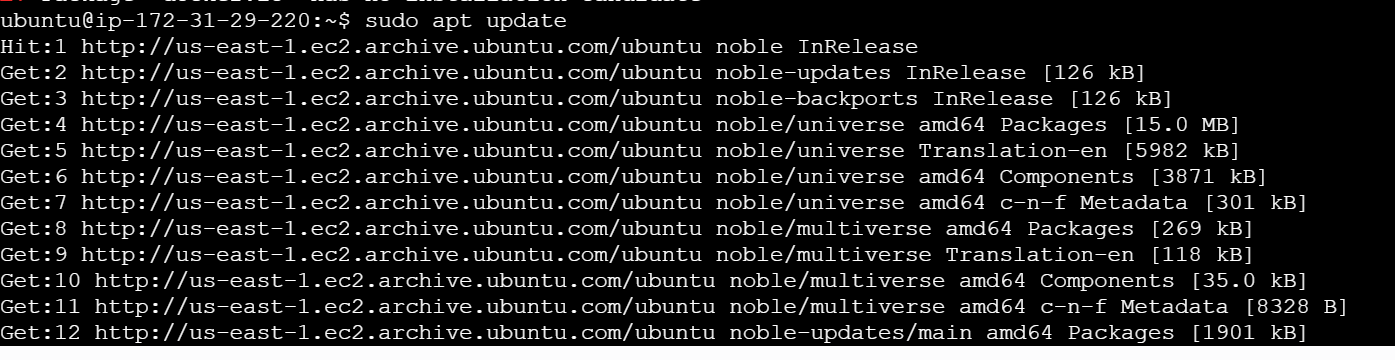 ubuntu@ip-172-31-29-220:~$ sudo apt update
Hit:1 http://us-east-1.ec2.archive.ubuntu.com/ubuntu noble InRelease
Get:2 http://us-east-1.ec2.archive.ubuntu.com/ubuntu noble-updates InRelease [126 kB]
Get:3 http://us-east-1.ec2.archive.ubuntu.com/ubuntu noble-backports InRelease [126 kB]
Get:4 http://us-east-1.ec2.archive.ubuntu.com/ubuntu noble/universe amd64 Packages [15.0 MB]
Get:5 http://us-east-1.ec2.archive.ubuntu.com/ubuntu noble/universe Translation-en [5982 kB]
Get:6 http://us-east-1.ec2.archive.ubuntu.com/ubuntu noble/universe amd64 Components [3871 kB]
Get:7 http://us-east-1.ec2.archive.ubuntu.com/ubuntu noble/universe amd64 c-n-f Metadata [301 kB]
Get:8 http://us-east-1.ec2.archive.ubuntu.com/ubuntu noble/multiverse amd64 Packages [269 kB]
Get:9 http://us-east-1.ec2.archive.ubuntu.com/ubuntu noble/multiverse Translation-en [118 kB]
Get:10 http://us-east-1.ec2.archive.ubuntu.com/ubuntu noble/multiverse amd64 Components [35.0 kB]
Get:11 http://us-east-1.ec2.archive.ubuntu.com/ubuntu noble/multiverse amd64 c-n-f Metadata [8328 B]
Get:12 http://us-east-1.ec2.archive.ubuntu.com/ubuntu noble-updates/main amd64 Packages [1901 kB]